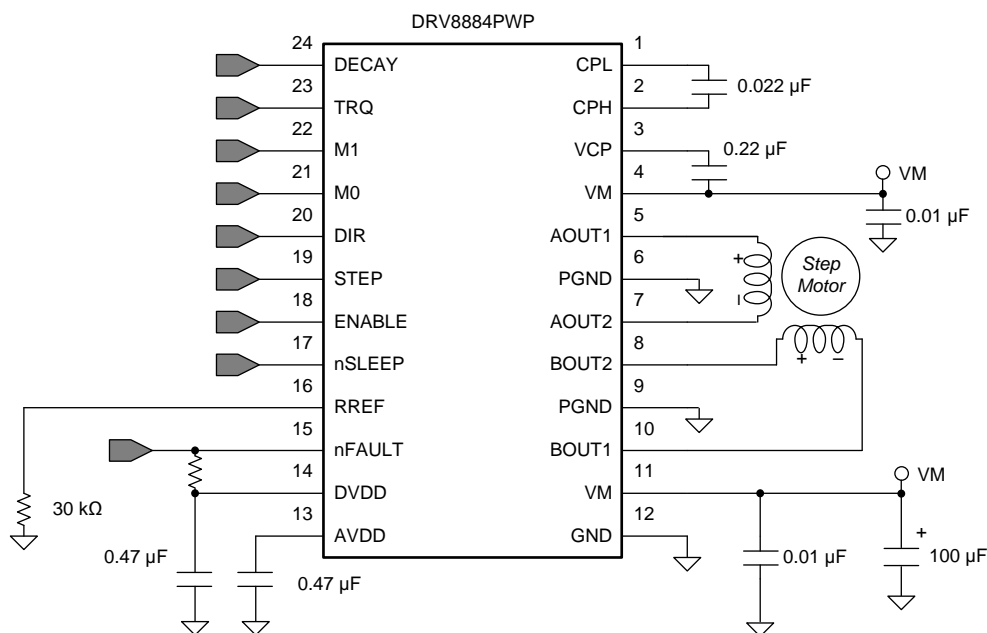 DRV8884PWP
24
DECAY
23
TRQ
22
M1
21
M0
20
DIR
19
STEP
18
ENABLE
17
nSLEEP
16
RREF
15
nFAULT
14
DVDD
13
AVDD
30 kΩ
0.47 µF
0.47 µF
1
CPL
2
CPH
0.022 µF
3
VCP
0.22 µF
4
VM
VM
0.01 µF
5
AOUT1
6
PGND
7
AOUT2
+
–
Step
Motor
8
BOUT2
+ –
9
PGND
10
BOUT1
11
VM
VM
12
GND
0.01 µF
+
100 µF